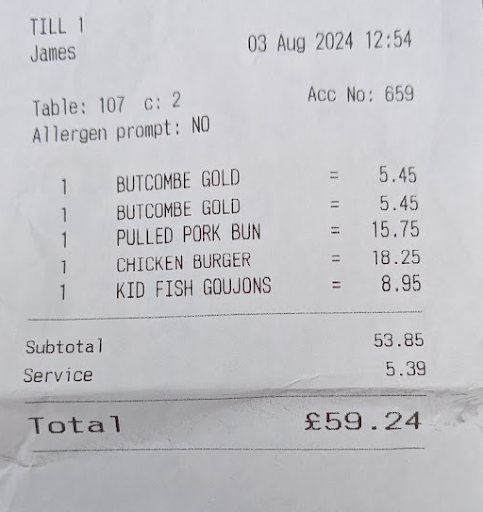 TILL 1
James 03 Aug 2024 12:54
Table: 107 c: 2 Acc No: 659
Allergen prompt: NO
1 BUTCOMBE GOLD = 5.45
1 BUTCOMBE GOLD = 5.45
1 PULLED PORK BUN = 15.75
1 CHICKEN BURGER = 18.25
1 KID FISH GOUJONS = 8.95
Subtotal 53.85
Service 5.39
Total £59.24